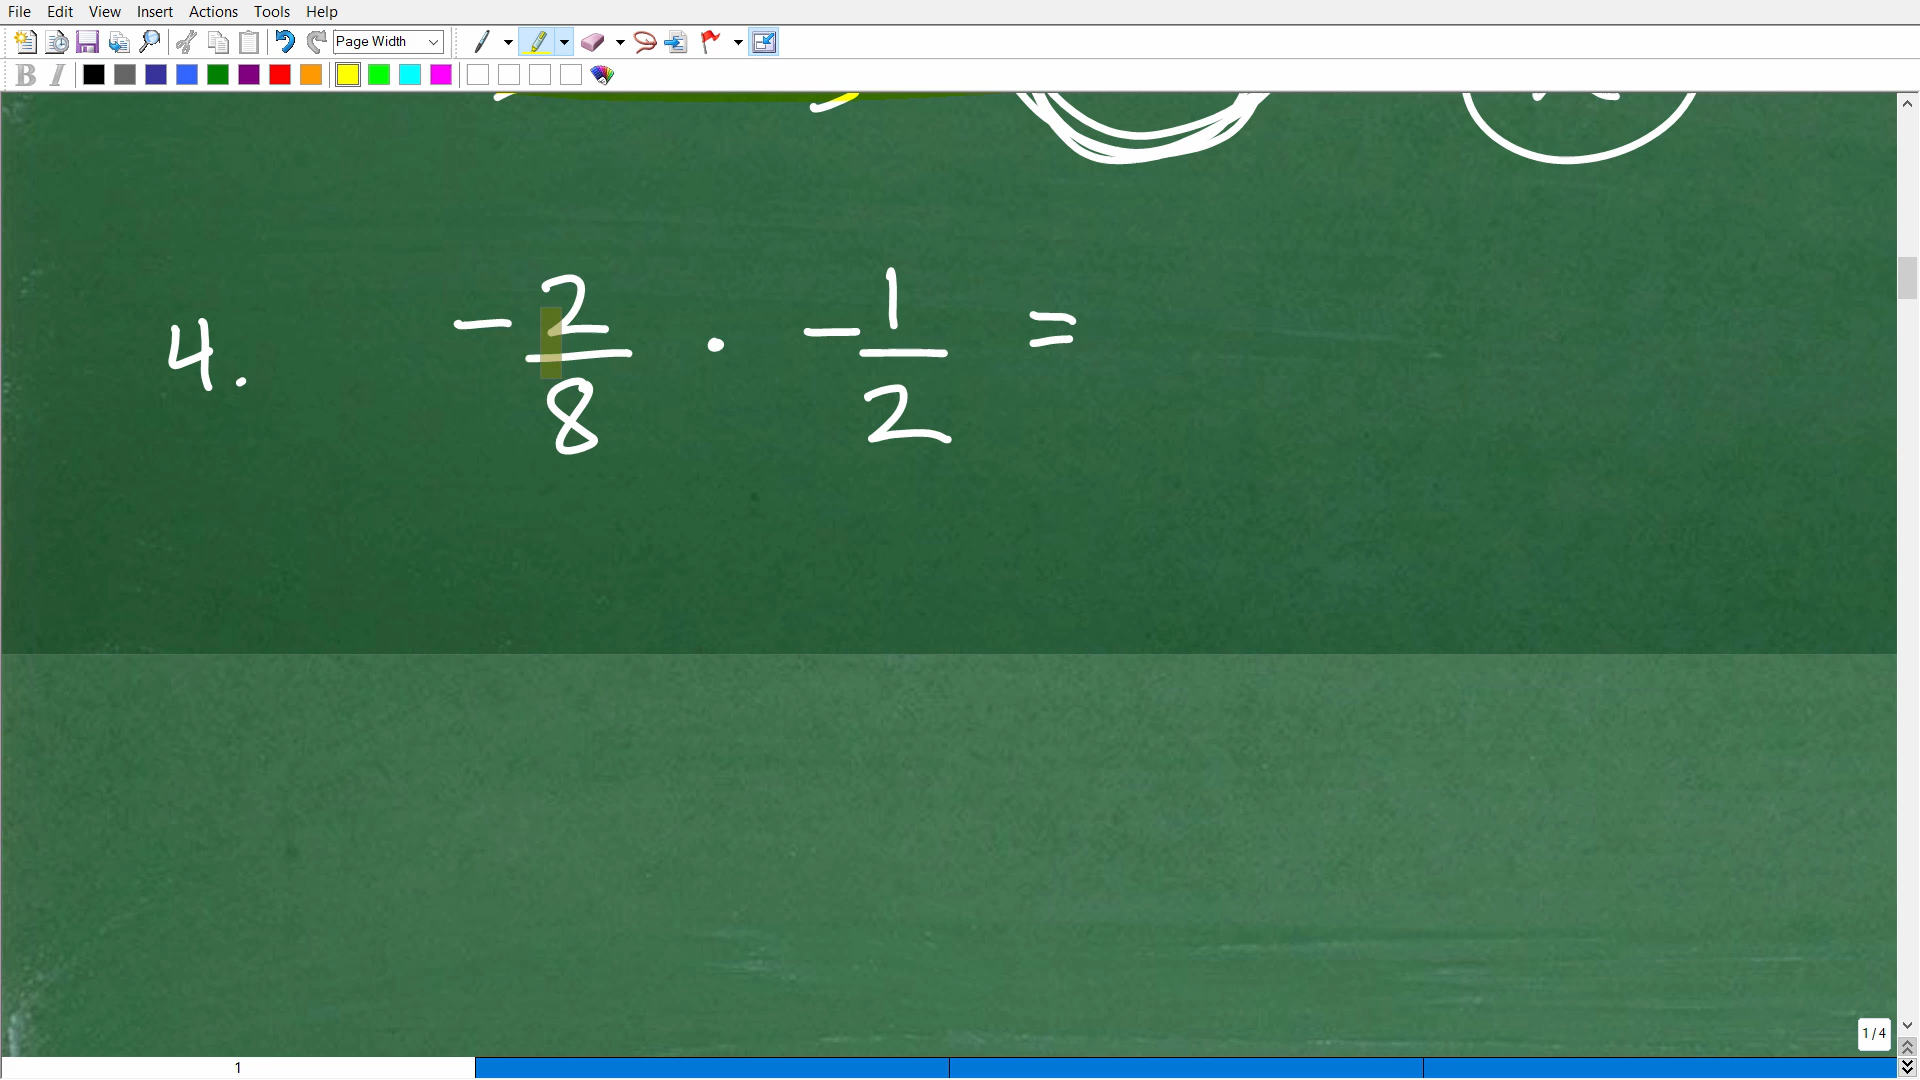 File Edit View Insert Actions Tools Help
Page Width
B I
4. -2/8 · -1/2 =
1 / 4
1